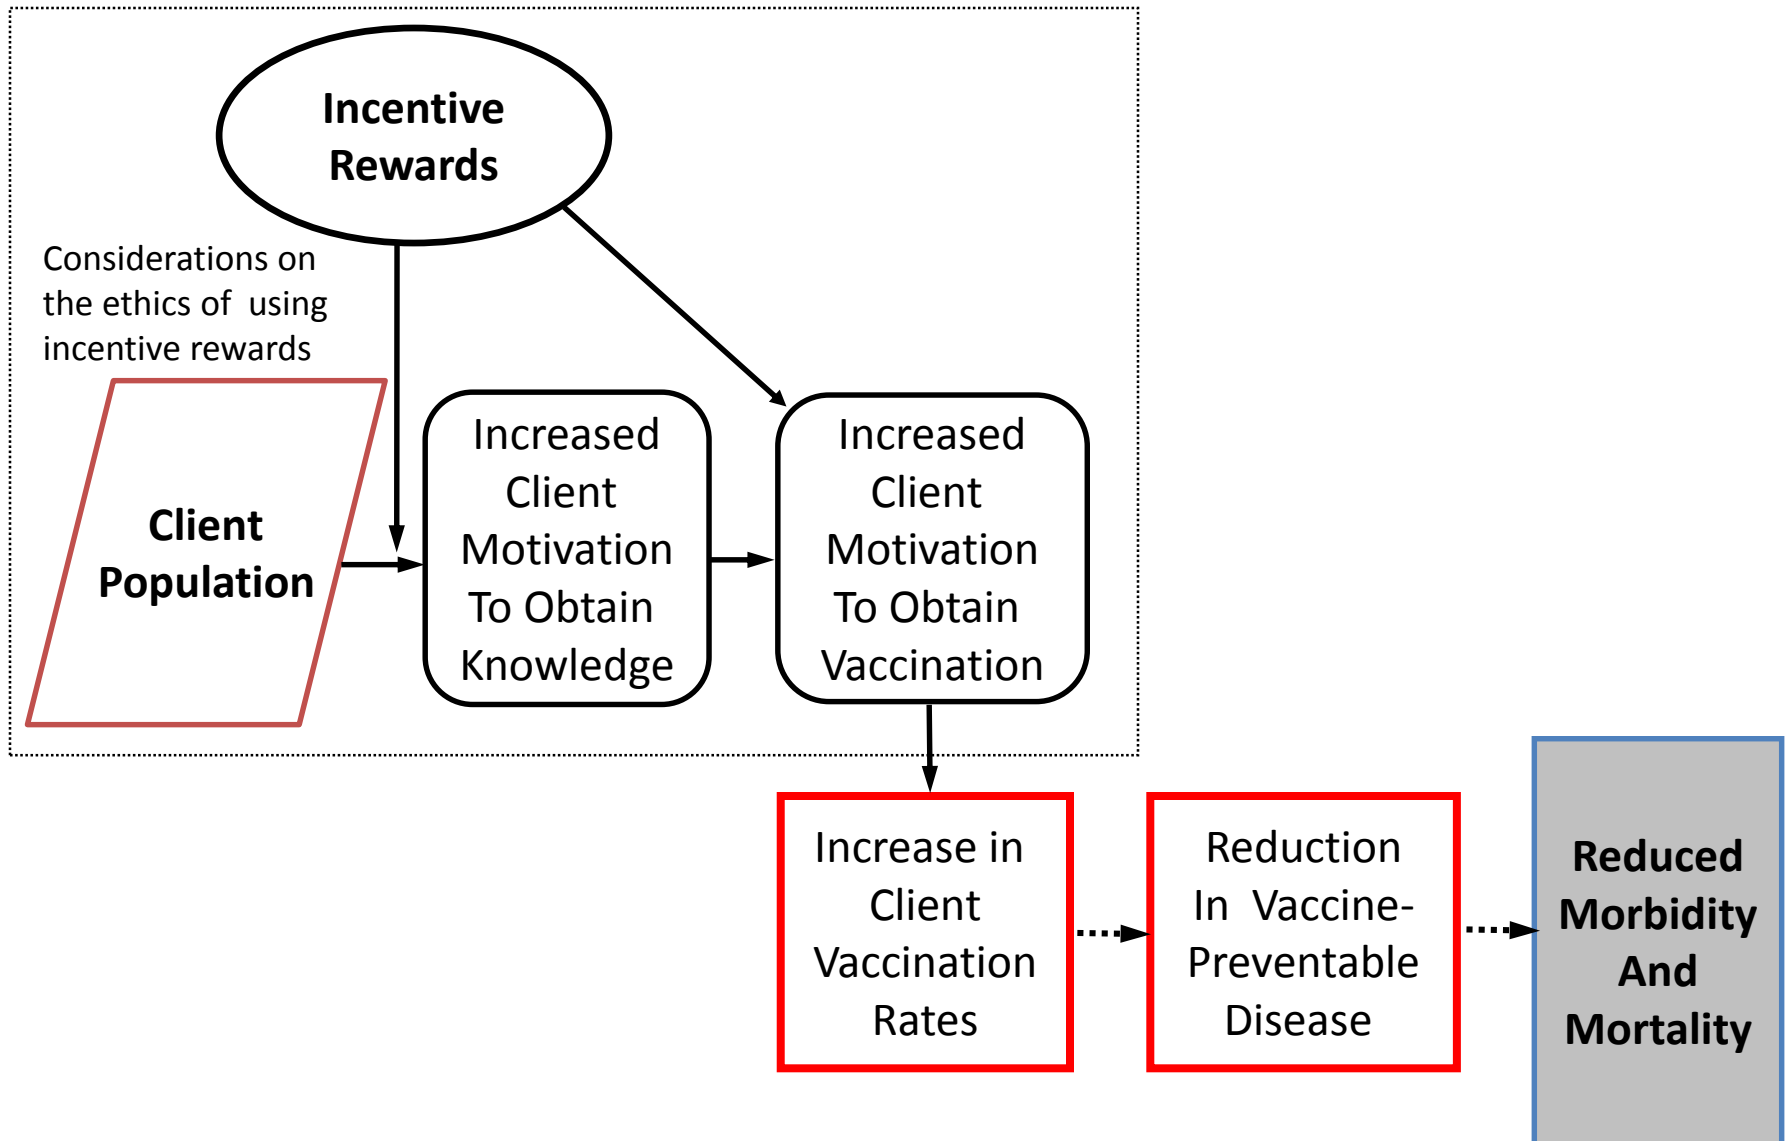 Incentive
Rewards
Considerations on
the ethics of  using
incentive rewards
Client
Population
Increased
Client
Motivation
To Obtain
Knowledge
Increased
Client
Motivation
To Obtain
Vaccination
Increase in
Client
Vaccination
Rates
Reduction
In  Vaccine-
Preventable
Disease
Reduced
Morbidity
And
Mortality